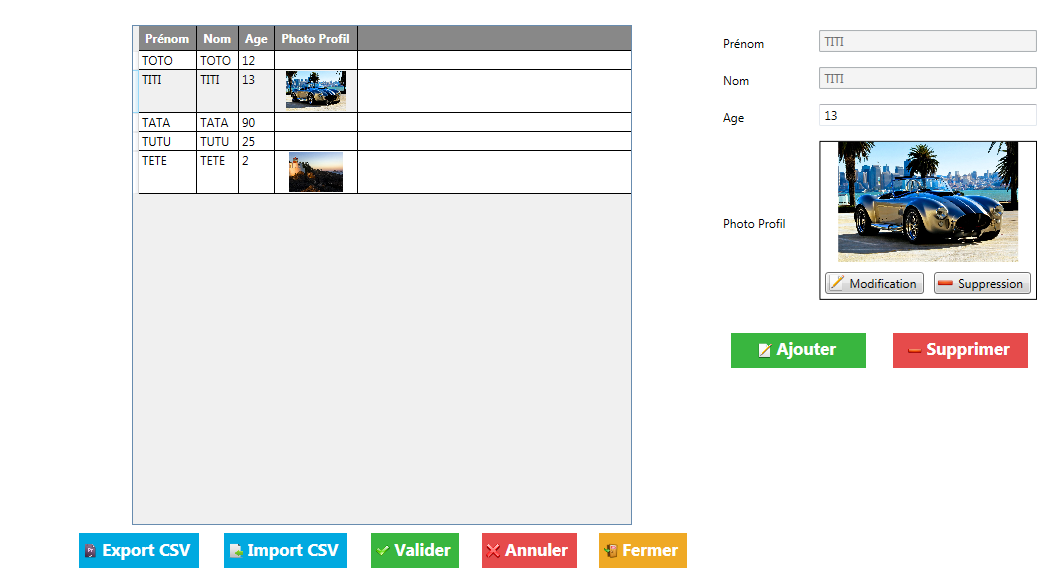 Prénom Nom Age Photo Profil
TOTO TOTO 12
TITI TITI 13
TATA TATA 90
TUTU TUTU 25
TETE TETE 2
Prénom TITI
Nom TITI
Age 13
Photo Profil
Modification Suppression
Ajouter Supprimer
Export CSV Import CSV Valider Annuler Fermer